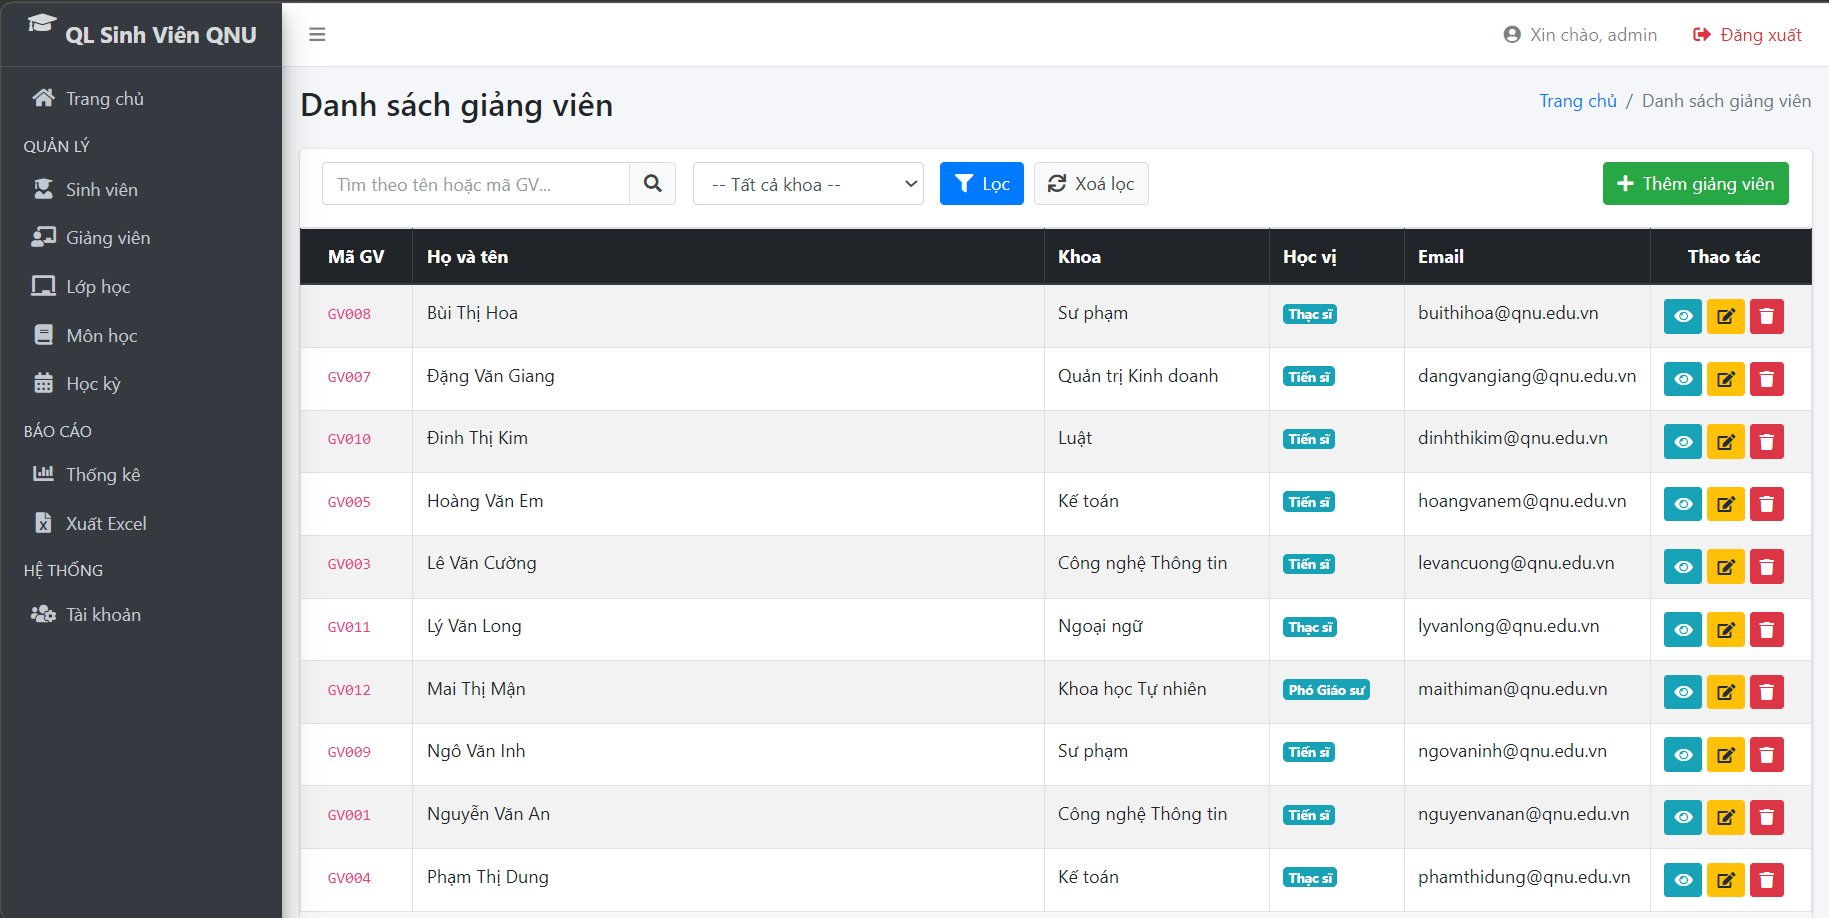 QL Sinh Viên QNU
Xin chào, admin Đăng xuất
Trang chủ
QUẢN LÝ
Sinh viên
Giảng viên
Lớp học
Môn học
Học kỳ
BÁO CÁO
Thống kê
Xuất Excel
HỆ THỐNG
Tài khoản
Danh sách giảng viên
Trang chủ / Danh sách giảng viên
Tìm theo tên hoặc mã GV... -- Tất cả khoa -- Lọc Xoá lọc Thêm giảng viên
Mã GV Họ và tên Khoa Học vị Email Thao tác
GV008 Bùi Thị Hoa Sư phạm Thạc sĩ buithihoa@qnu.edu.vn
GV007 Đặng Văn Giang Quản trị Kinh doanh Tiến sĩ dangvangiang@qnu.edu.vn
GV010 Đinh Thị Kim Luật Tiến sĩ dinhthikim@qnu.edu.vn
GV005 Hoàng Văn Em Kế toán Tiến sĩ hoangvanem@qnu.edu.vn
GV003 Lê Văn Cường Công nghệ Thông tin Tiến sĩ levancuong@qnu.edu.vn
GV011 Lý Văn Long Ngoại ngữ Thạc sĩ lyvanlong@qnu.edu.vn
GV012 Mai Thị Mận Khoa học Tự nhiên Phó Giáo sư maithiman@qnu.edu.vn
GV009 Ngô Văn Inh Sư phạm Tiến sĩ ngovaninh@qnu.edu.vn
GV001 Nguyễn Văn An Công nghệ Thông tin Tiến sĩ nguyenvanan@qnu.edu.vn
GV004 Phạm Thị Dung Kế toán Thạc sĩ phamthidung@qnu.edu.vn